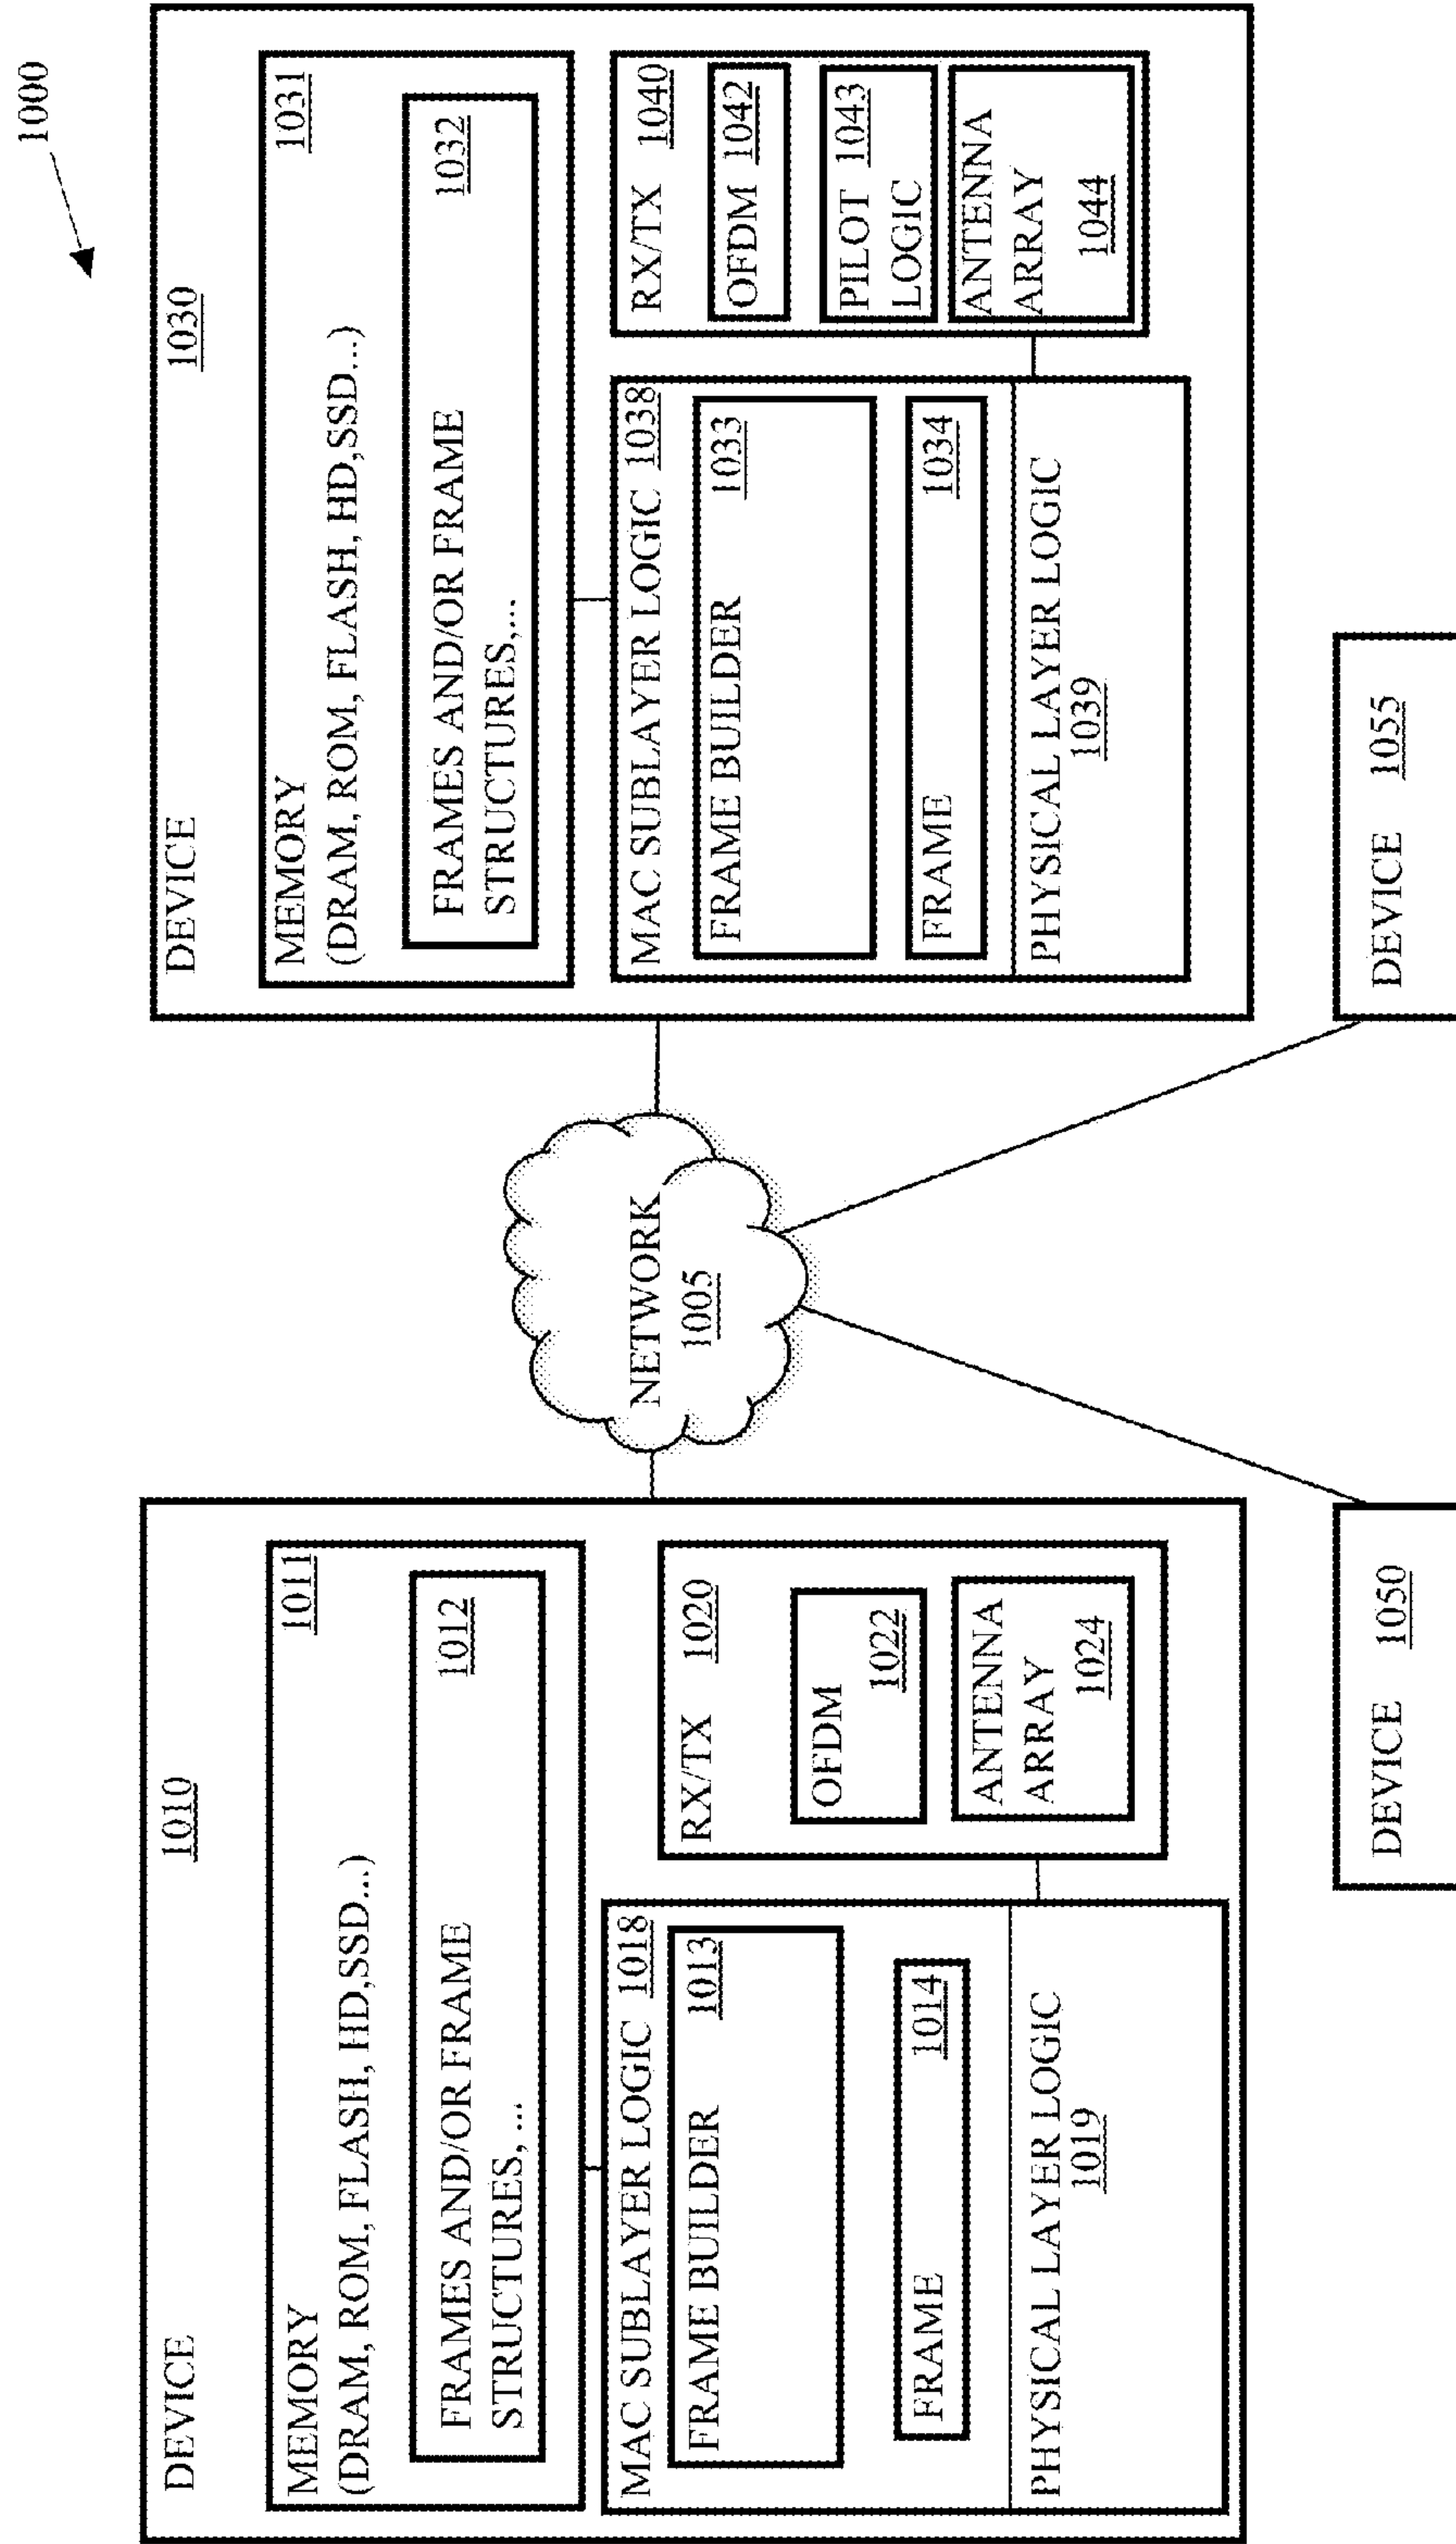 1000
DEVICE 1010
MEMORY 1011
(DRAM, ROM, FLASH, HD,SSD...)
FRAMES AND/OR FRAME 1012
STRUCTURES, ...
MAC SUBLAYER LOGIC 1018
FRAME BUILDER 1013
FRAME 1014
PHYSICAL LAYER LOGIC
1019
RX/TX 1020
OFDM
1022
ANTENNA
ARRAY
1024
NETWORK
1005
DEVICE 1030
MEMORY 1031
(DRAM, ROM, FLASH, HD,SSD...)
FRAMES AND/OR FRAME 1032
STRUCTURES,...
MAC SUBLAYER LOGIC 1038
FRAME BUILDER 1033
FRAME 1034
PHYSICAL LAYER LOGIC
1039
RX/TX 1040
OFDM 1042
PILOT 1043
LOGIC
ANTENNA
ARRAY
1044
DEVICE 1050
DEVICE 1055